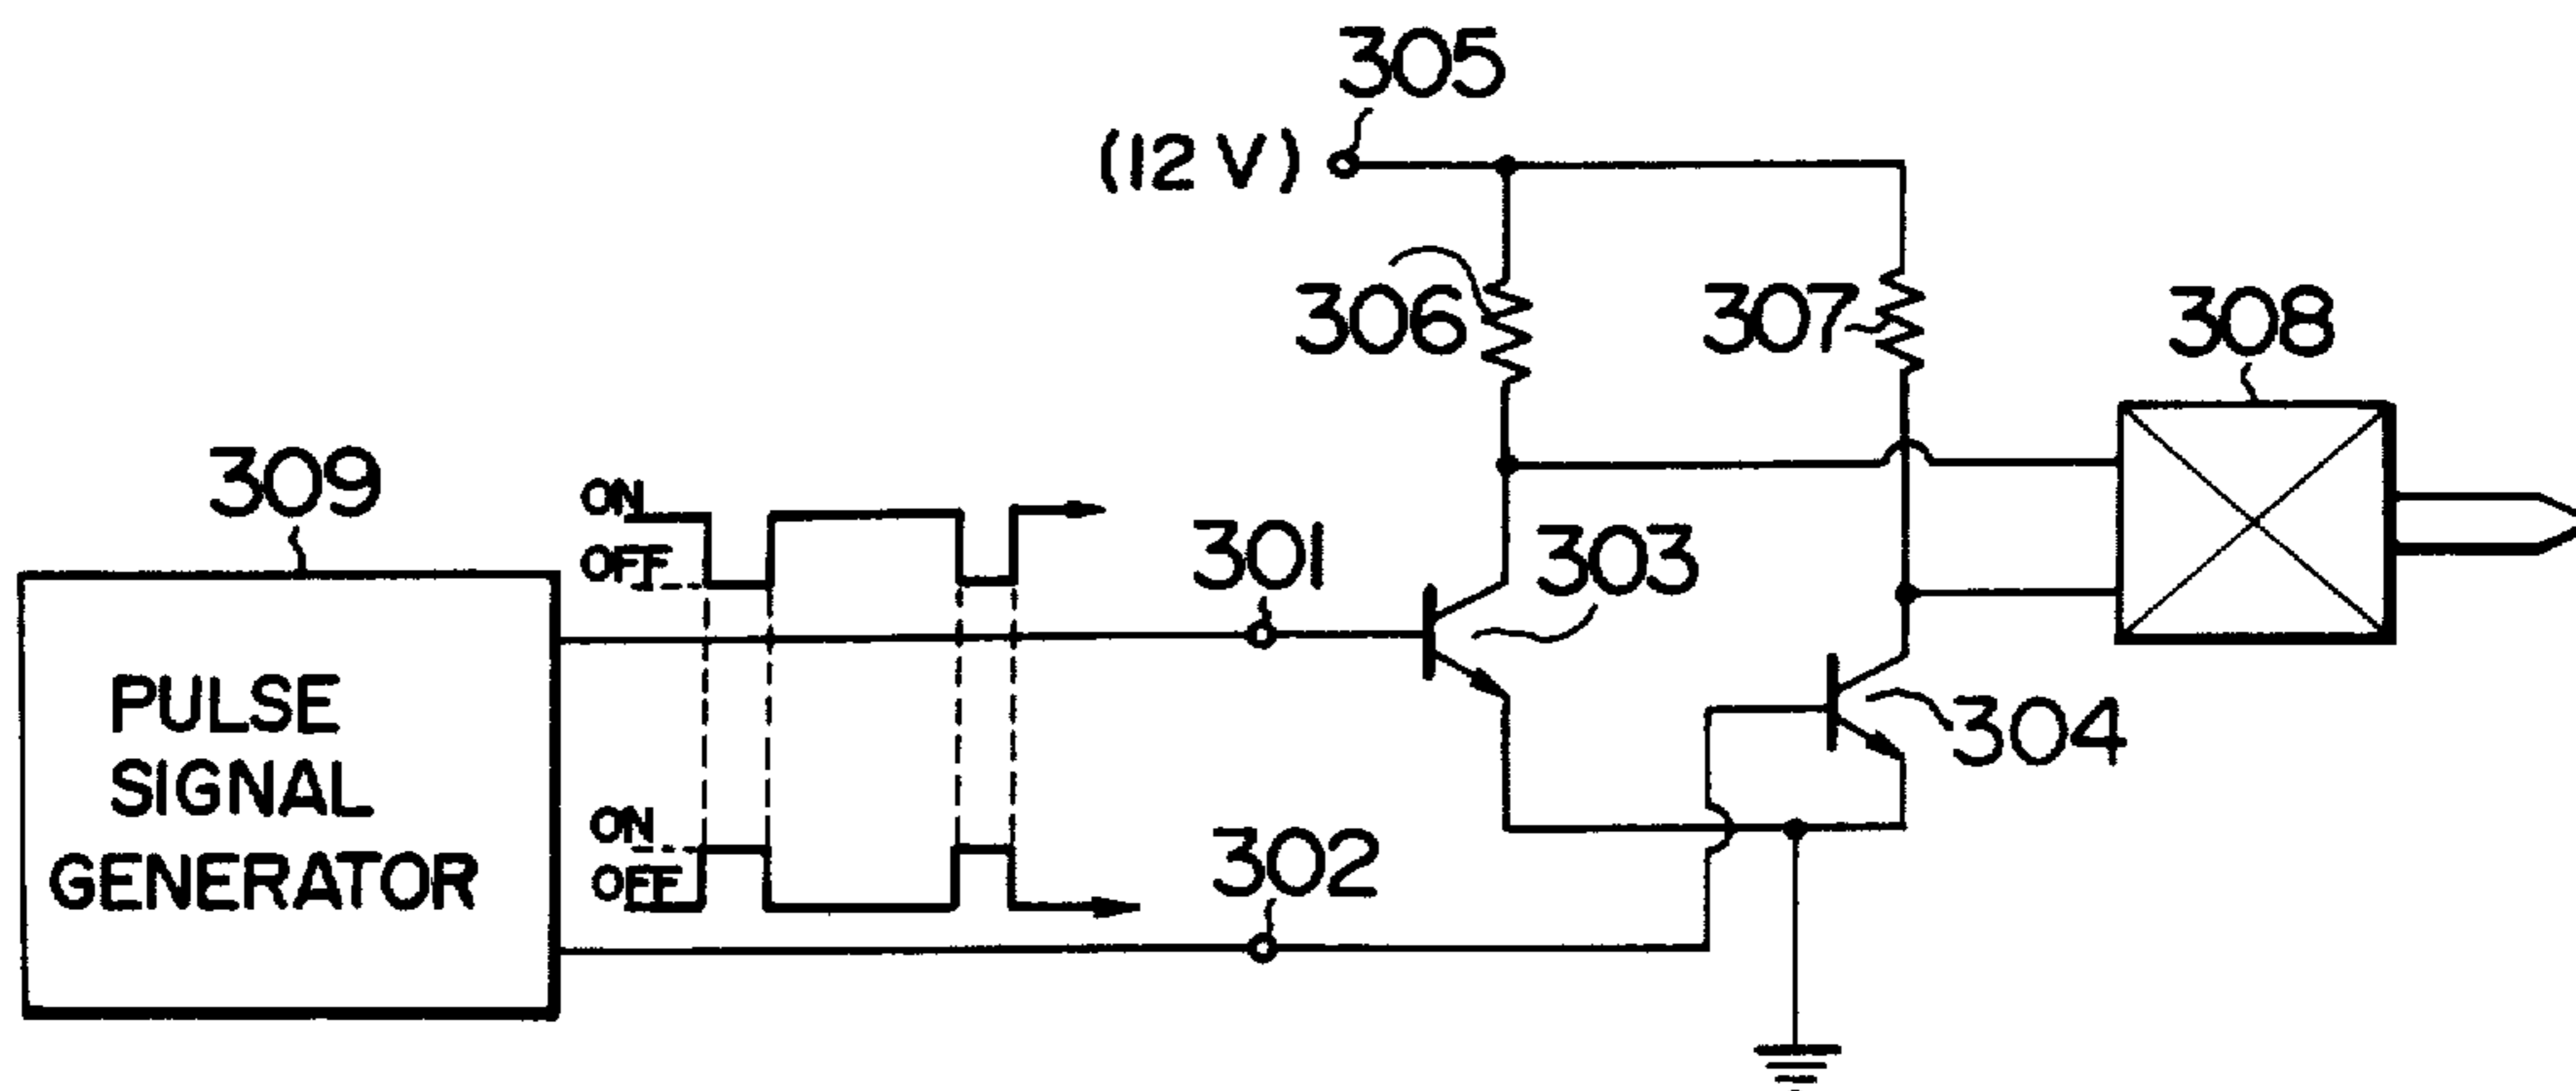 305
(12 V)
306
307
308
309
ON
OFF
301
303
PULSE
SIGNAL
GENERATOR
ON
OFF
302
304